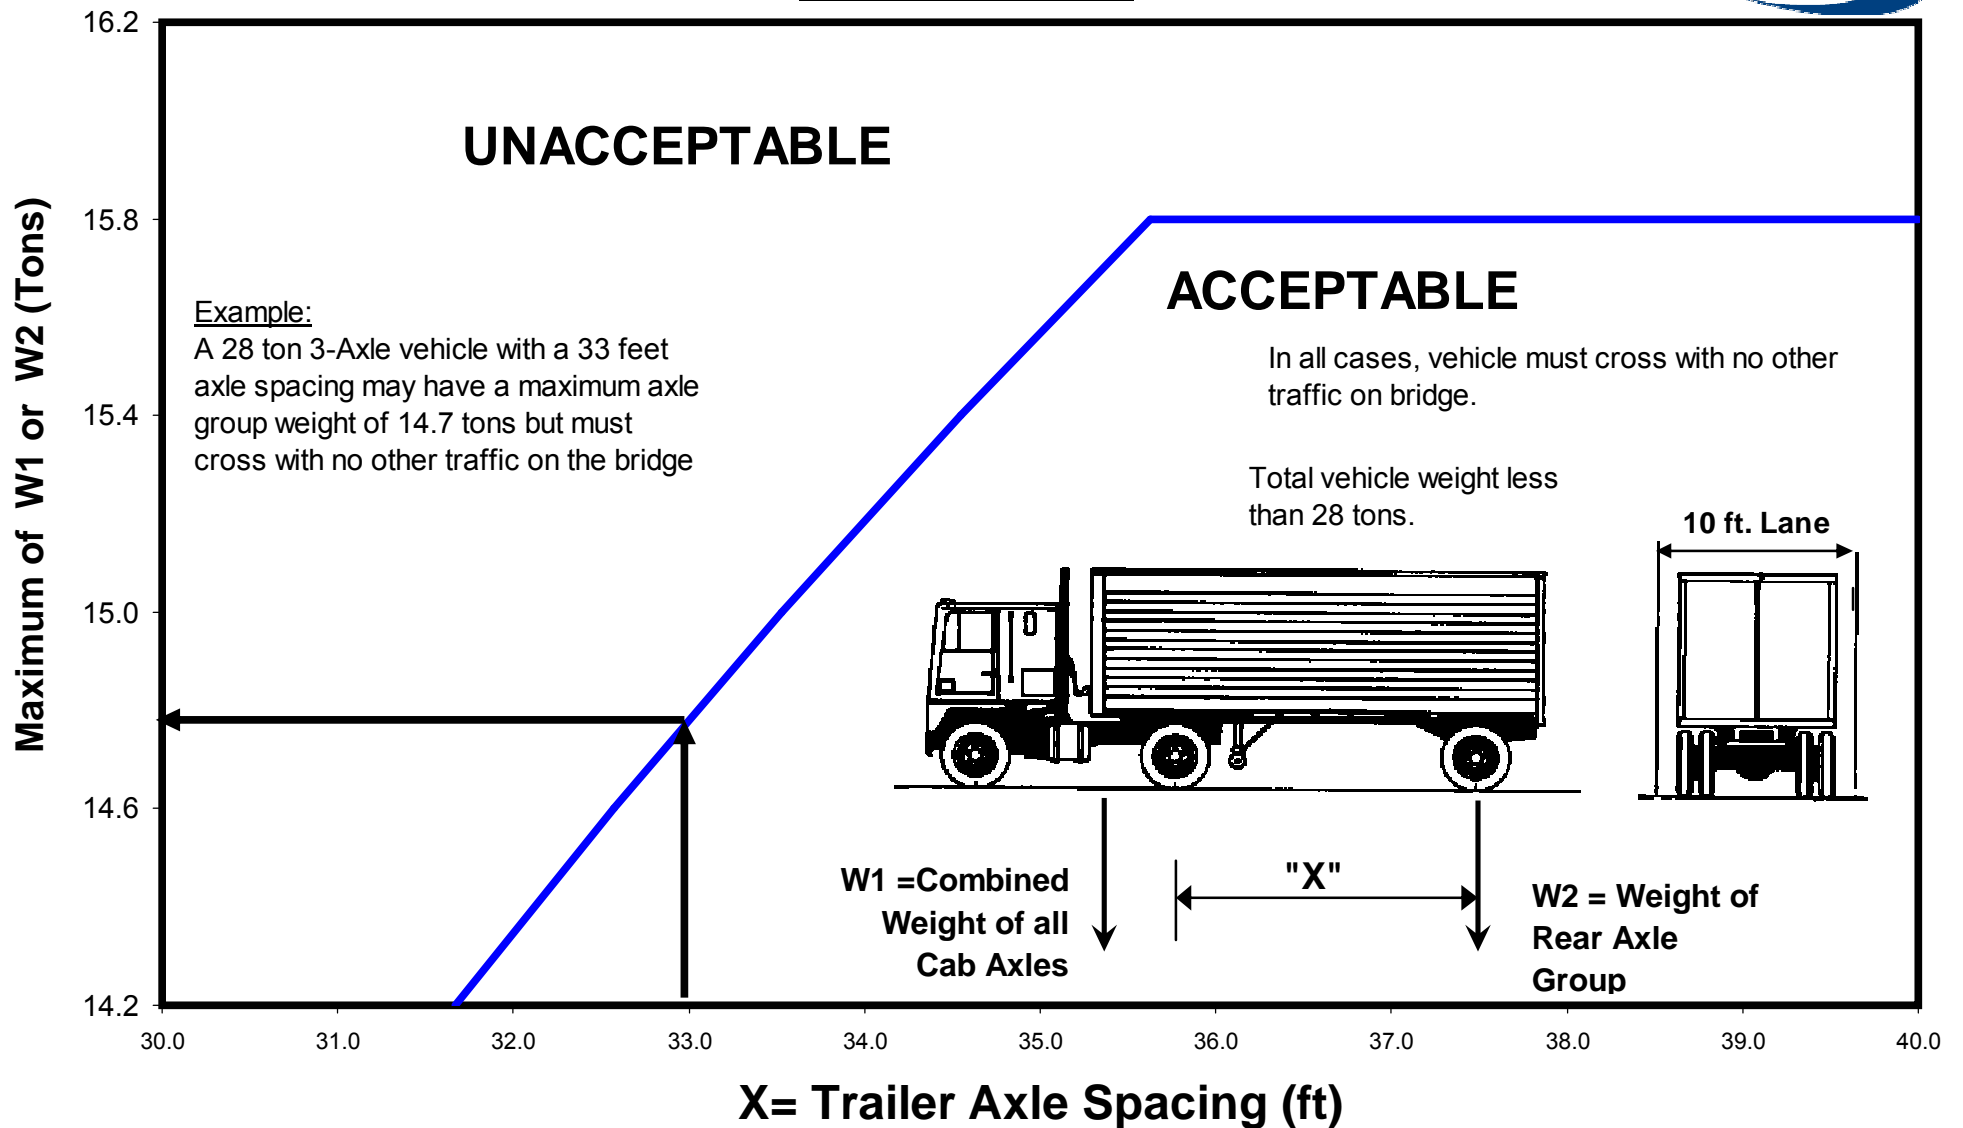 16.2
15.8
15.4
15.0
14.6
14.2
Maximum of W1 or W2 (Tons)
UNACCEPTABLE
Example:
A 28 ton 3-Axle vehicle with a 33 feet
axle spacing may have a maximum axle
group weight of 14.7 tons but must
cross with no other traffic on the bridge
ACCEPTABLE
In all cases, vehicle must cross with no other
traffic on bridge.
Total vehicle weight less
than 28 tons.
10 ft. Lane
W1 =Combined
Weight of all
Cab Axles
"X"
W2 = Weight of
Rear Axle
Group
30.0 31.0 32.0 33.0 34.0 35.0 36.0 37.0 38.0 39.0 40.0
X= Trailer Axle Spacing (ft)